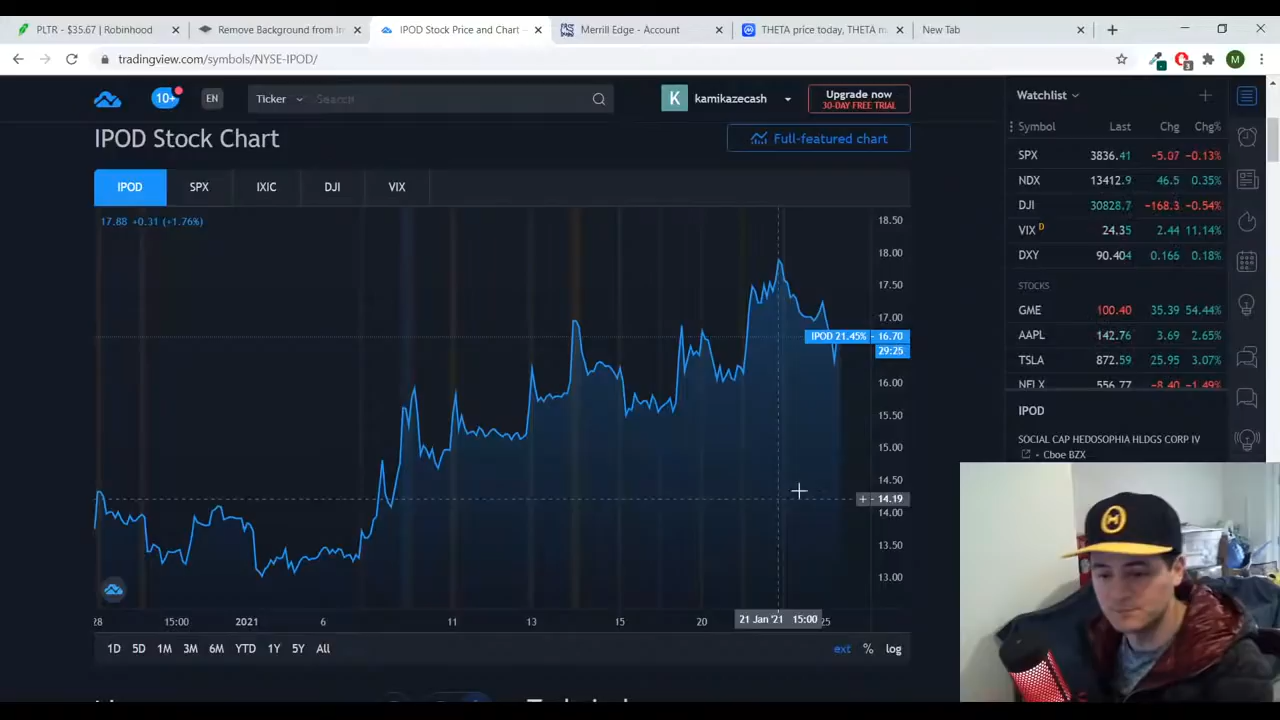 PLTR - $35.67 | Robinhood
Remove Background from Im
IPOD Stock Price and Chart —
Merrill Edge - Account
THETA price today, THETA m
New Tab
tradingview.com/symbols/NYSE-IPOD/
3
M
10+
EN
Ticker
Search
K
kamikazecash
Upgrade now
30-DAY FREE TRIAL
Watchlist
IPOD Stock Chart
Full-featured chart
Symbol Last Chg Chg%
IPOD SPX IXIC DJI VIX
SPX 3836.41 −5.07 −0.13%
NDX 13412.9 46.5 0.35%
DJI 30828.7 −168.3 −0.54%
VIX D 24.35 2.44 11.14%
DXY 90.404 0.166 0.18%
STOCKS
GME 100.40 35.39 54.44%
AAPL 142.76 3.69 2.65%
TSLA 872.59 25.95 3.07%
NFLX 556.77 −8.40 −1.49%
IPOD
SOCIAL CAP HEDOSOPHIA HLDGS CORP IV
Cboe BZX
17.88 +0.31 (+1.76%)
18.50
18.00
17.50
17.00
IPOD 21.45% 16.70
29:25
16.00
15.50
15.00
14.50
14.19
14.00
13.50
13.00
28 15:00 2021 6 11 13 15 20 21 Jan '21 15:00 25
1D 5D 1M 3M 6M YTD 1Y 5Y All
ext % log